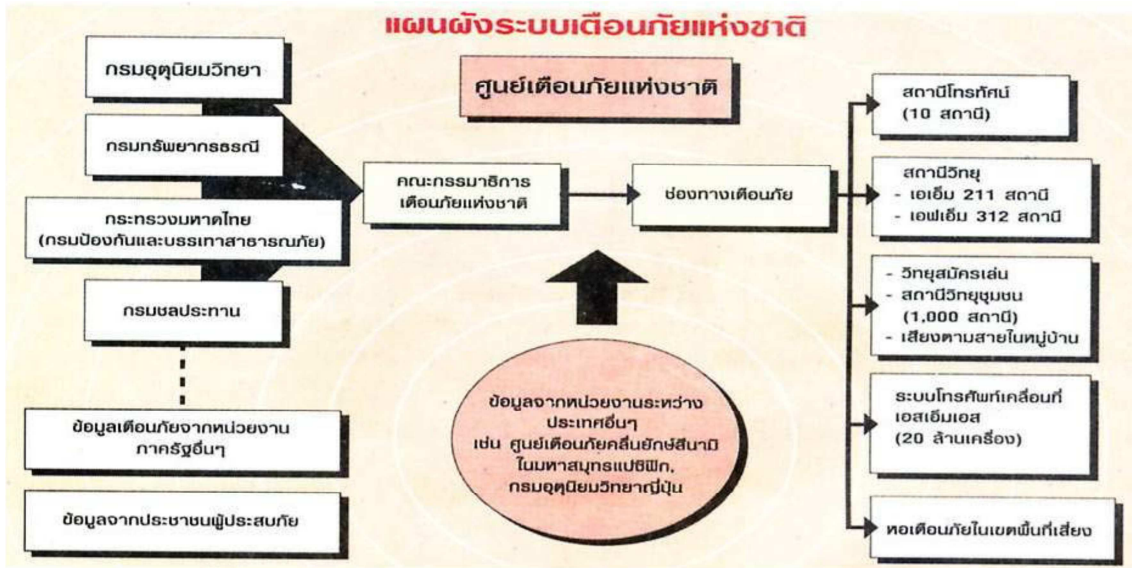 แผนผังระบบเตือนภัยแห่งชาติ
กรมอุตุนิยมวิทยา
กรมทรัพยากรธรณี
กระทรวงมหาดไทย
(กรมป้องกันและบรรเทาสาธารณภัย)
กรมชลประทาน
ข้อมูลเตือนภัยจากหน่วยงาน
ภาครัฐอื่นๆ
ข้อมูลจากประชาชนผู้ประสบภัย
ศูนย์เตือนภัยแห่งชาติ
คณะกรรมาธิการ
เตือนภัยแห่งชาติ
ช่องทางเตือนภัย
ข้อมูลจากหน่วยงานระหว่าง
ประเทศอื่นๆ
เช่น ศูนย์เตือนภัยคลื่นยักษ์สึนามิ
ในมหาสมุทรแปซิฟิก,
กรมอุตุนิยมวิทยาญี่ปุ่น
สถานีโทรทัศน์
(10 สถานี)
สถานีวิทยุ
- เอเอ็ม 211 สถานี
- เอฟเอ็ม 312 สถานี
- วิทยุสมัครเล่น
- สถานีวิทยุชุมชน
(1,000 สถานี)
- เสียงตามสายในหมู่บ้าน
ระบบโทรศัพท์เคลื่อนที่
เอสเอ็มเอส
(20 ล้านเครื่อง)
หอเตือนภัยในเขตพื้นที่เสี่ยง